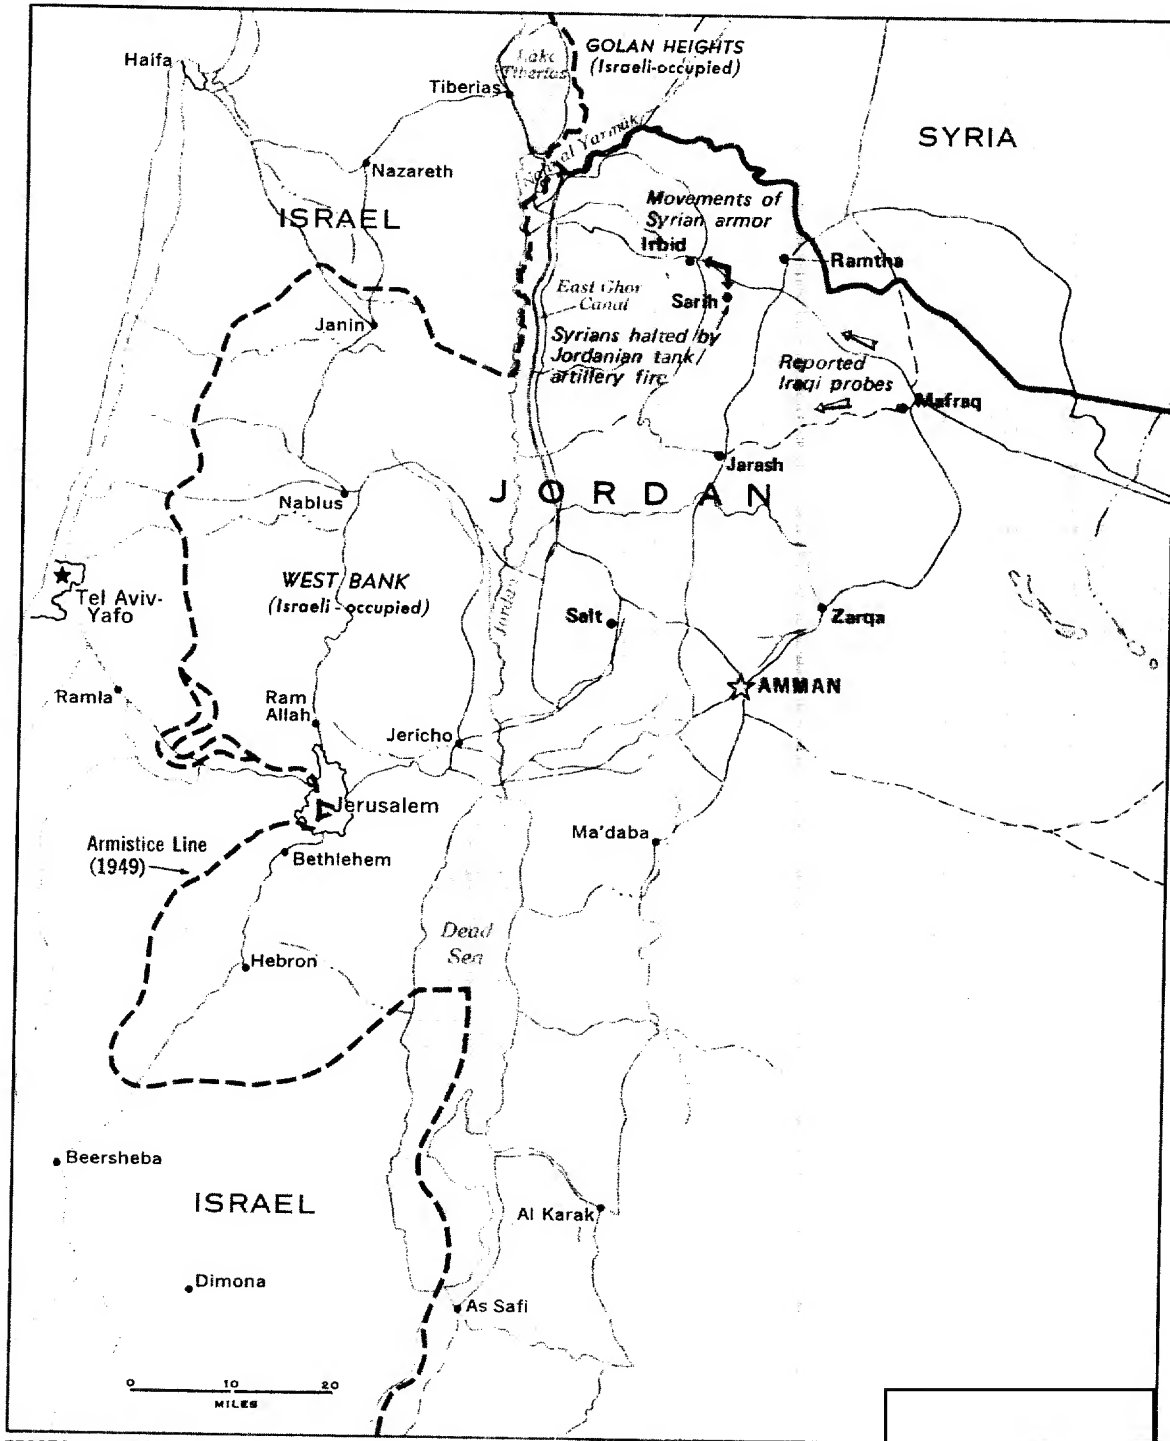 Haifa
Lake
Tiberias
GOLAN HEIGHTS
(Israeli-occupied)
Tiberias
SYRIA
Yarmuk
Nazareth
ISRAEL
Movements of
Syrian armor
Irbid
Ramtha
East Ghor
Canal
Sarih
Janin
Syrians halted by
Jordanian tank/
artillery fire
Reported
Iraqi probes
Mafraq
Jarash
Nablus
JORDAN
Tel Aviv-
Yafo
WEST BANK
(Israeli-occupied)
Jordan
Salt
Zarqa
AMMAN
Ramla
Ram
Allah
Jericho
Jerusalem
Armistice Line
(1949)
Bethlehem
Ma'daba
Dead
Sea
Hebron
Beersheba
ISRAEL
Al Karak
Dimona
As Safi
0 10 20
MILES